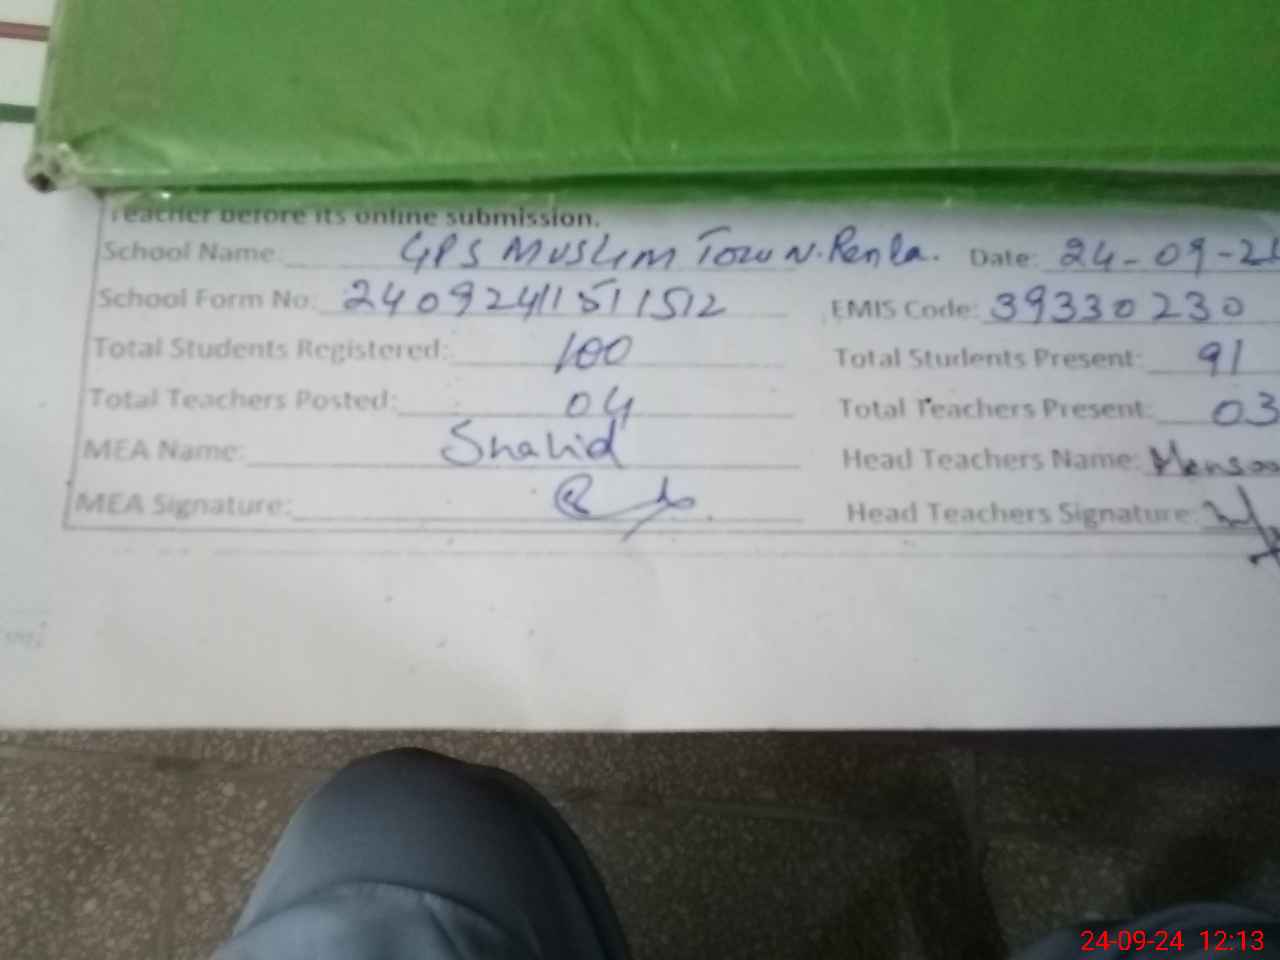 Teacher before its online submission.
School Name: GPS Muslim Town Renla. Date: 24-09-24
School Form No: EMIS Code: 39330230
Total Students Registered: 100 Total Students Present: 91
Total Teachers Posted: 04 Total Teachers Present: 03
MEA Name: Shahid Head Teachers Name:
MEA Signature: Head Teachers Signature:
24-09-24 12:13